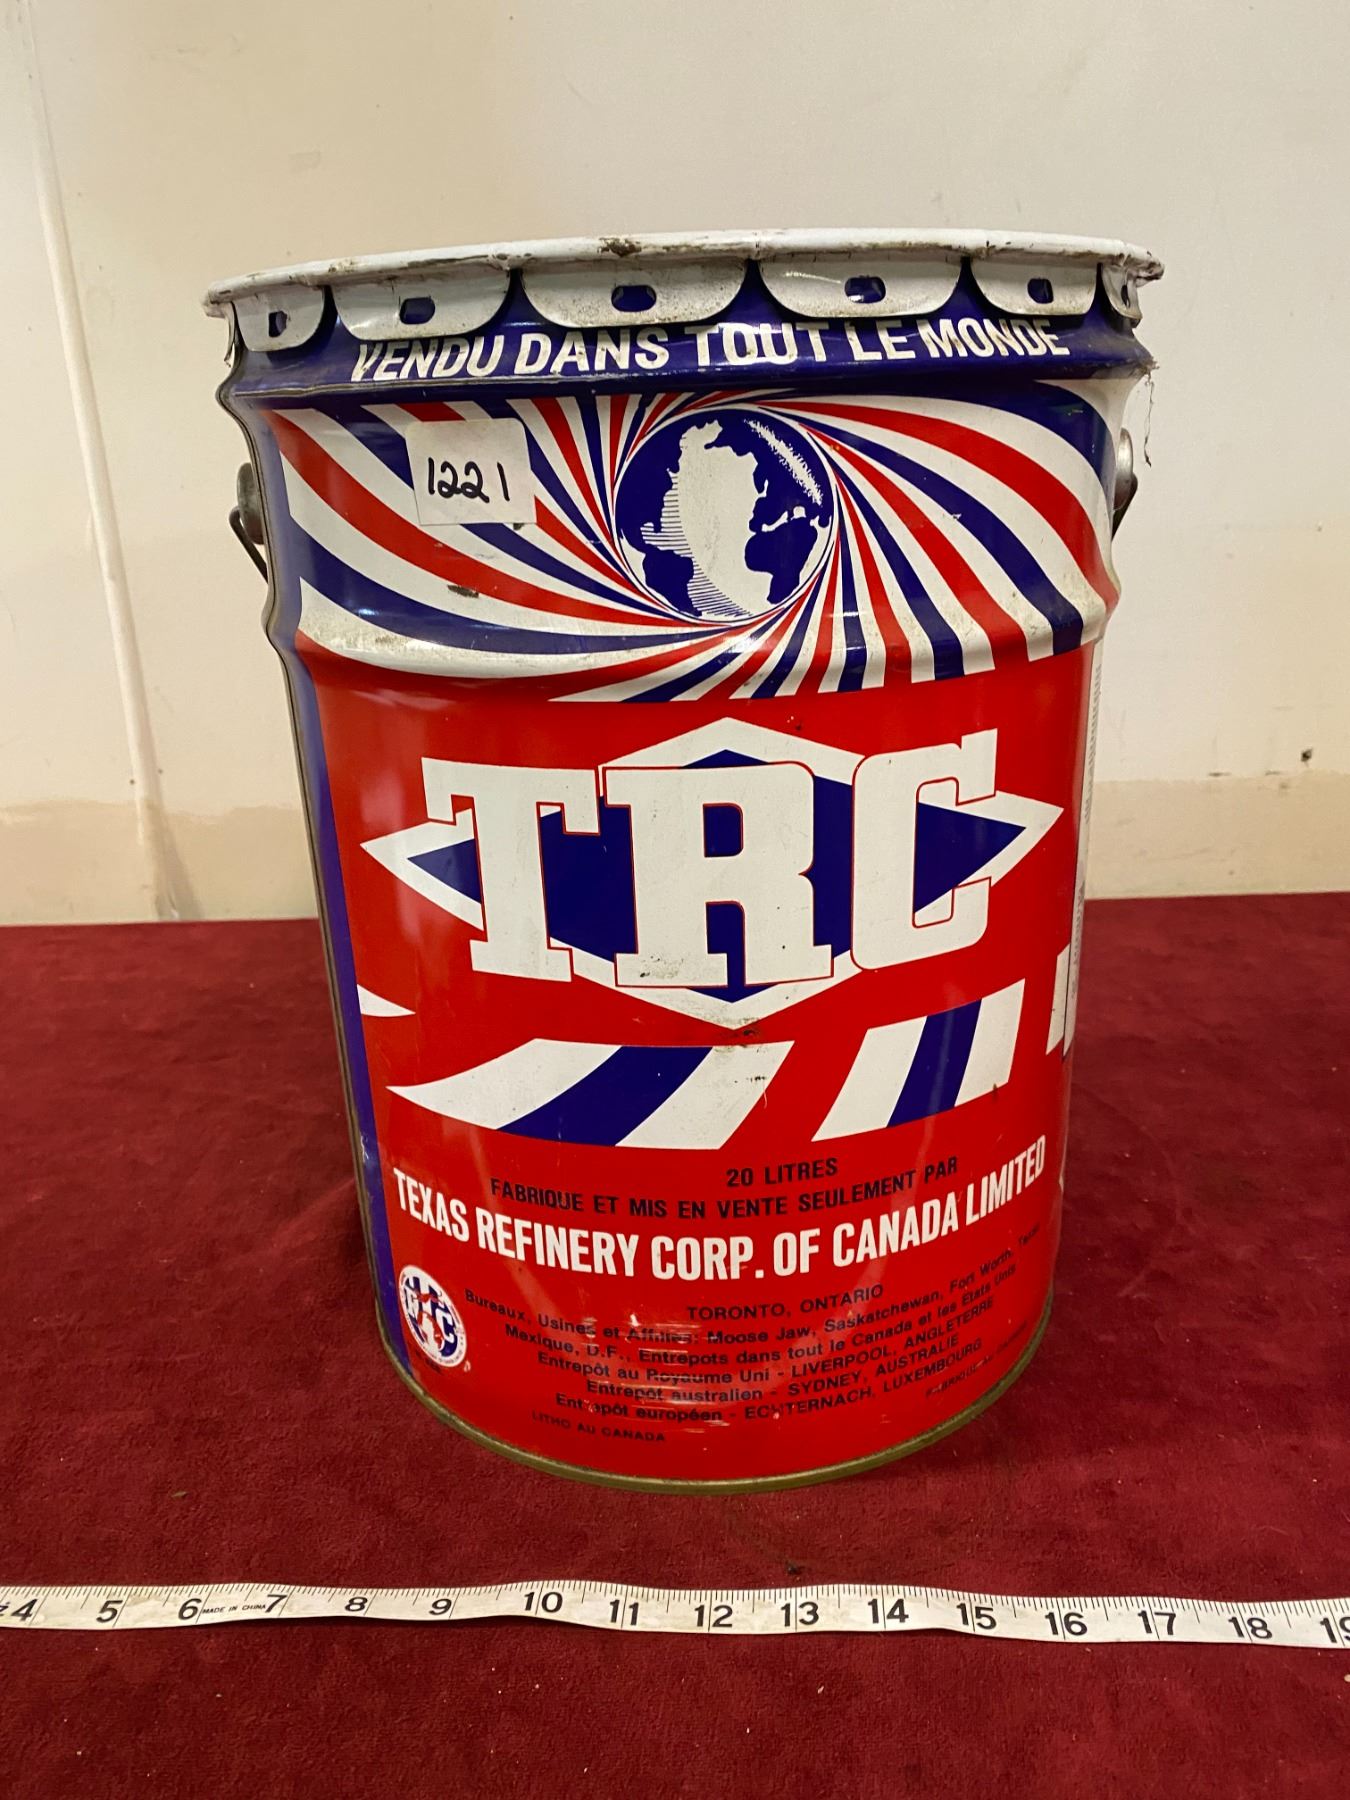 VENDU DANS TOUT LE MONDE
1221
TRC
20 LITRES
FABRIQUE ET MIS EN VENTE SEULEMENT PAR
TEXAS REFINERY CORP. OF CANADA LIMITED
TORONTO, ONTARIO
Bureaux, Usines et Affiliés: Moose Jaw, Saskatchewan, Fort Worth, Texas
Mexique, D.F., Entrepots dans tout le Canada et les États Unis
Entrepôt au Royaume Uni - LIVERPOOL, ANGLETERRE
Entrepôt australien - SYDNEY, AUSTRALIE
Entrepôt européen - ECHTERNACH, LUXEMBOURG
LITHO AU CANADA
TRC
4 5 6 MADE IN CHINA 7 8 9 10 11 12 13 14 15 16 17 18 19